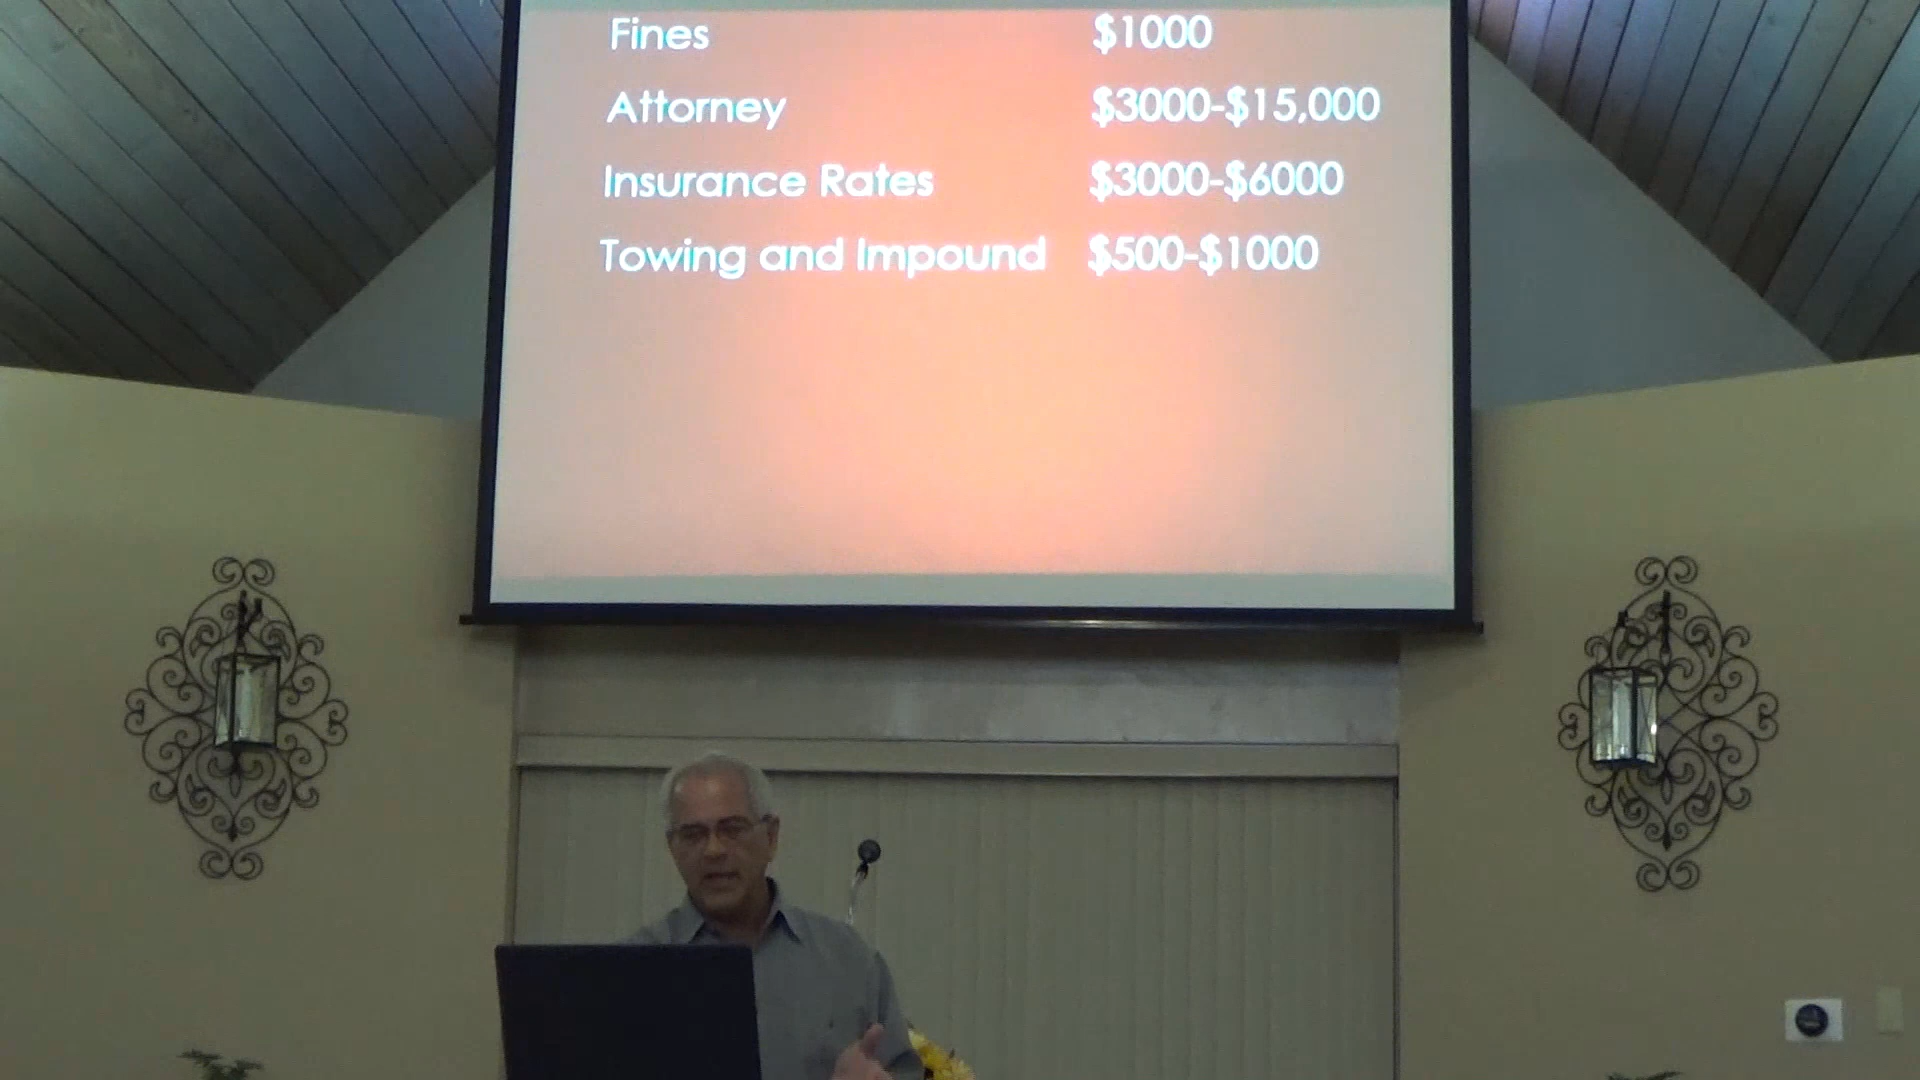 Fines $1000
Attorney $3000-$15,000
Insurance Rates $3000-$6000
Towing and Impound $500-$1000